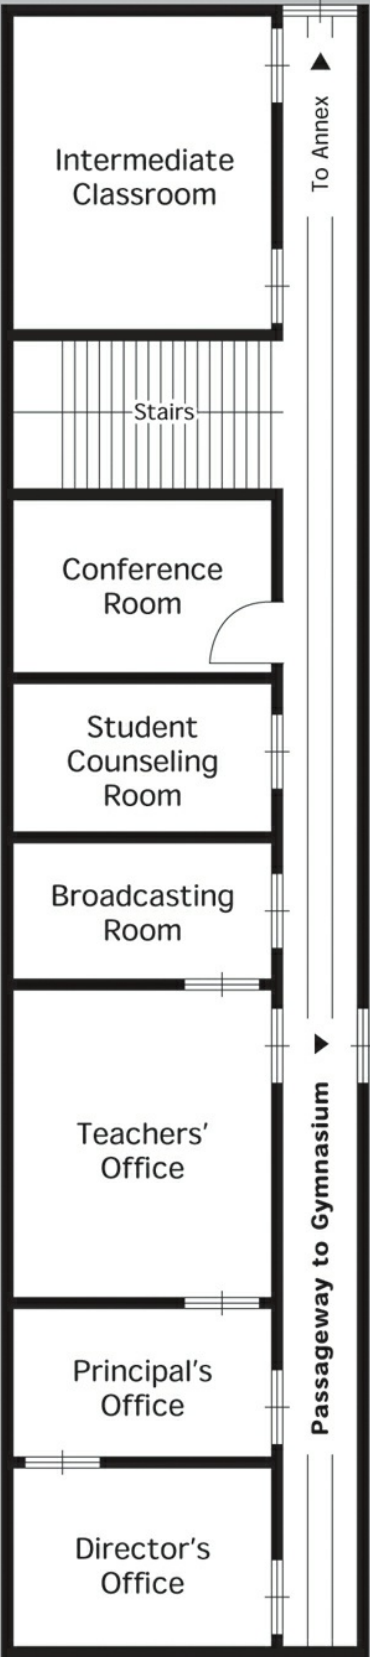 Intermediate
Classroom
To Annex
Stairs
Conference
Room
Student
Counseling
Room
Broadcasting
Room
Teachers'
Office
Passageway to Gymnasium
Principal's
Office
Director's
Office